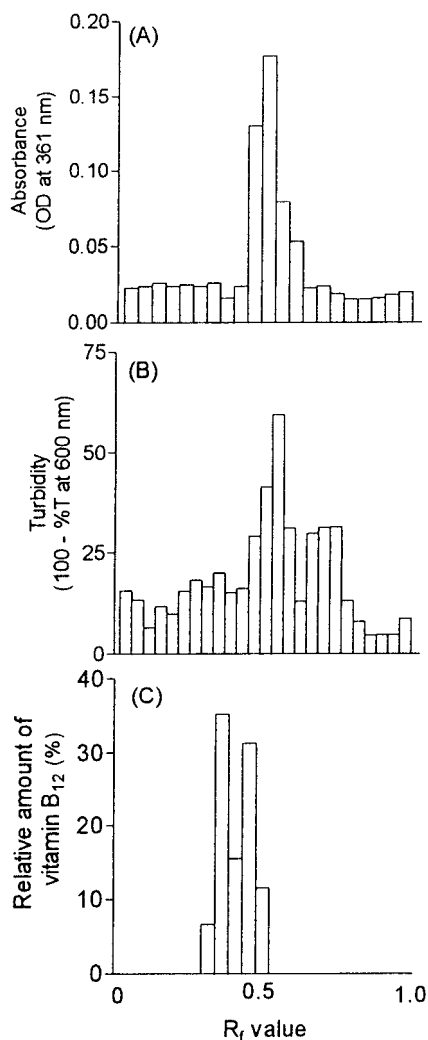 (A)
0.20
0.15
0.10
0.05
0.00
Absorbance
(OD at 361 nm)
(B)
75
50
25
0
Turbidity
(100 - %T at 600 nm)
(C)
40
30
20
10
0
Relative amount of
vitamin B12 (%)
0 0.5 1.0
Rf value